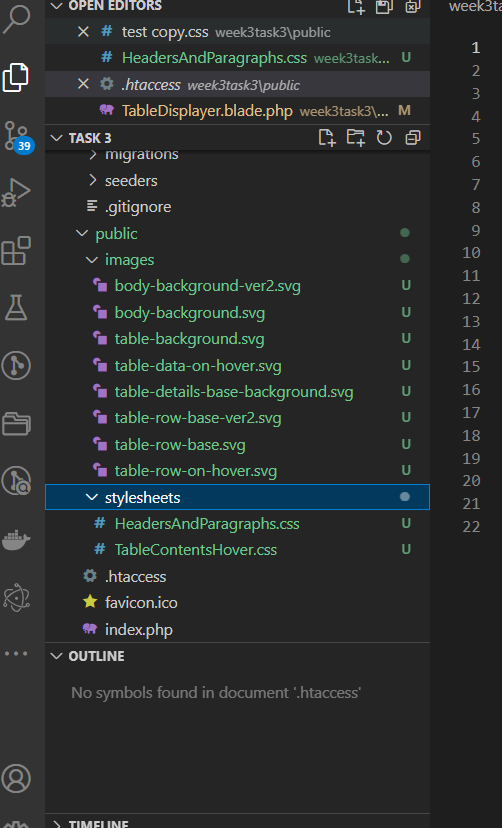 OPEN EDITORS
week3task3
test copy.css week3task3\public
HeadersAndParagraphs.css week3task... U
.htaccess week3task3\public
TableDisplayer.blade.php week3task3\... M
TASK 3
migrations
seeders
.gitignore
public
images
body-background-ver2.svg U
body-background.svg U
table-background.svg U
table-data-on-hover.svg U
table-details-base-background.svg U
table-row-base-ver2.svg U
table-row-base.svg U
table-row-on-hover.svg U
stylesheets
HeadersAndParagraphs.css U
TableContentsHover.css U
.htaccess
favicon.ico
index.php
OUTLINE
No symbols found in document '.htaccess'
TIMELINE
39
1
2
3
4
5
6
7
8
9
10
11
12
13
14
15
16
17
18
19
20
21
22